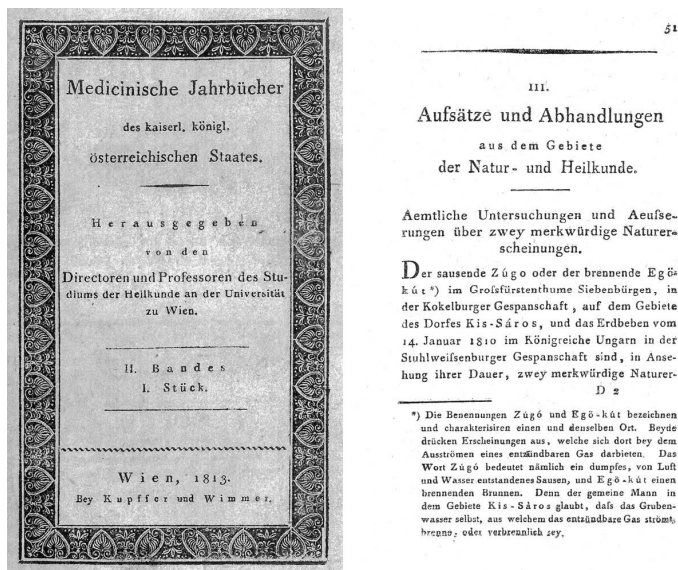 Medicinische Jahrbücher
des kaiserl. königl.
österreichischen Staates.
Herausgegeben
von den
Directoren und Professoren des Stu-
diums der Heilkunde an der Universität
zu Wien.
II. Bandes
I. Stück.
Wien, 1813.
Bey Kupffer und Wimmer.
51
III.
Aufsätze und Abhandlungen
aus dem Gebiete
der Natur- und Heilkunde.
Aemtliche Untersuchungen und Aeufse-
rungen über zwey merkwürdige Naturer-
scheinungen.
Der sausende Zúgo oder der brennende Egö-
kút *) im Grofsfürstenthume Siebenbürgen, in
der Kokelburger Gespanschaft, auf dem Gebiete
des Dorfes Kis-Sáros, und das Erdbeben vom
14. Januar 1810 im Königreiche Ungarn in der
Stuhlweifsenburger Gespanschaft sind, in Anse-
hung ihrer Dauer, zwey merkwürdige Naturer-
D 2
*) Die Benennungen Zúgó und Egö-kút bezeichnen
und charakterisiren einen und denselben Ort. Beyde
drücken Erscheinungen aus, welche sich dort bey dem
Ausströmen eines entzündbaren Gas darbieten. Das
Wort Zúgó bedeutet nämlich ein dumpfes, von Luft
und Wasser entstandenes Sausen, und Egö-kút einen
brennenden Brunnen. Denn der gemeine Mann in
dem Gebiete Kis-Sàros glaubt, dafs das Gruben-
wasser selbst, aus welchem das entzündbare Gas strömt,
brenne, oder verbrennlich sey.